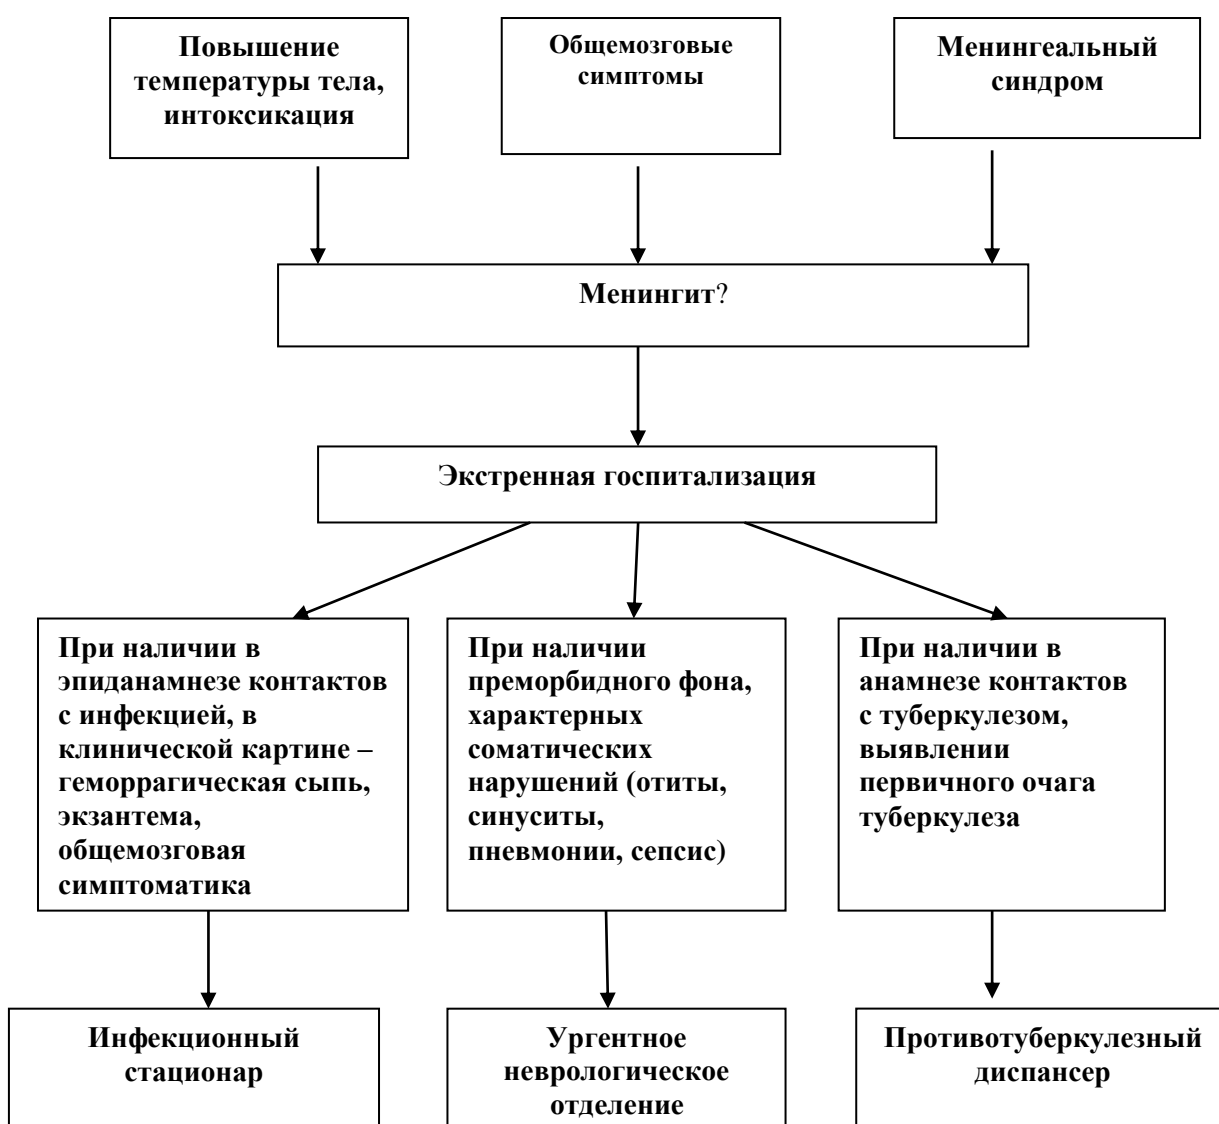 Повышение
температуры тела,
интоксикация
Общемозговые
симптомы
Менингеальный
синдром
Менингит?
Экстренная госпитализация
При наличии в
эпиданамнезе контактов
с инфекцией, в
клинической картине –
геморрагическая сыпь,
экзантема,
общемозговая
симптоматика
При наличии
преморбидного фона,
характерных
соматических
нарушений (отиты,
синуситы,
пневмонии, сепсис)
При наличии в
анамнезе контактов
с туберкулезом,
выявлении
первичного очага
туберкулеза
Инфекционный
стационар
Ургентное
неврологическое
отделение
Противотуберкулезный
диспансер